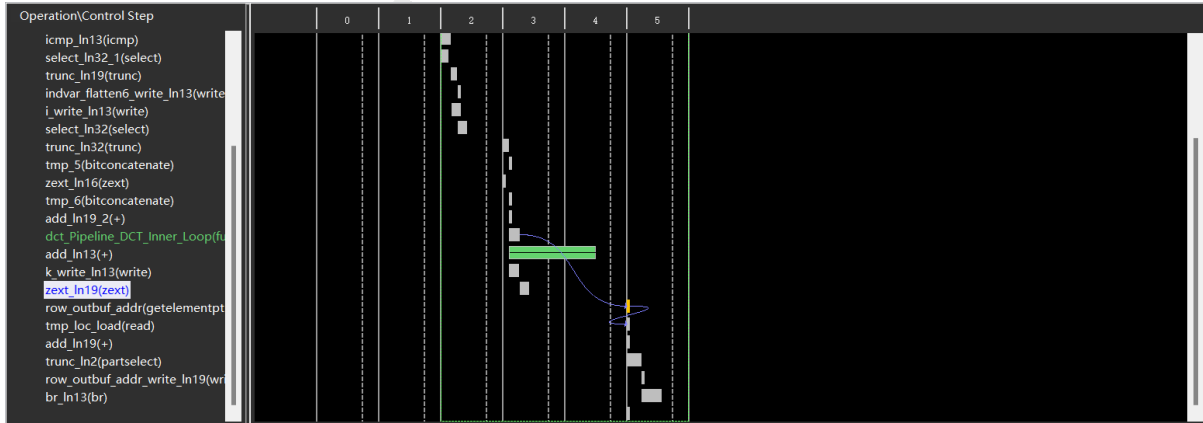 Operation\Control Step
0 1 2 3 4 5
icmp_ln13(icmp)
select_ln32_1(select)
trunc_ln19(trunc)
indvar_flatten6_write_ln13(write
i_write_ln13(write)
select_ln32(select)
trunc_ln32(trunc)
tmp_5(bitconcatenate)
zext_ln16(zext)
tmp_6(bitconcatenate)
add_ln19_2(+)
dct_Pipeline_DCT_Inner_Loop(fu
add_ln13(+)
k_write_ln13(write)
zext_ln19(zext)
row_outbuf_addr(getelementpt
tmp_loc_load(read)
add_ln19(+)
trunc_ln2(partselect)
row_outbuf_addr_write_ln19(wri
br_ln13(br)